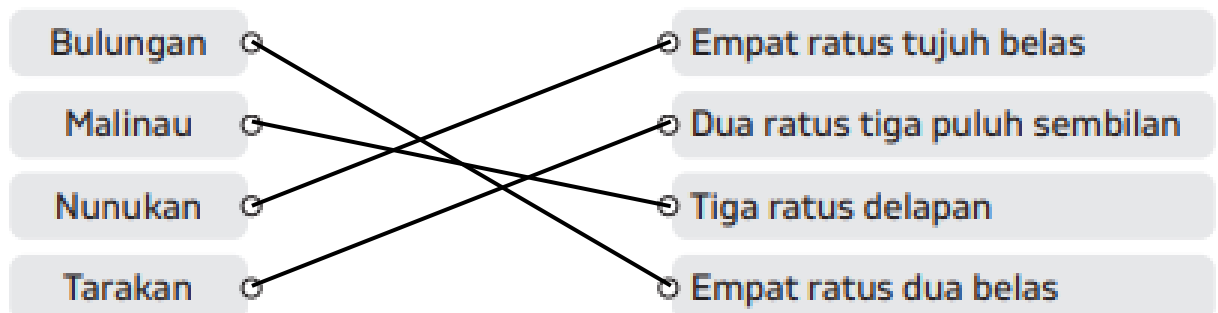 Bulungan Empat ratus tujuh belas
Malinau Dua ratus tiga puluh sembilan
Nunukan Tiga ratus delapan
Tarakan Empat ratus dua belas